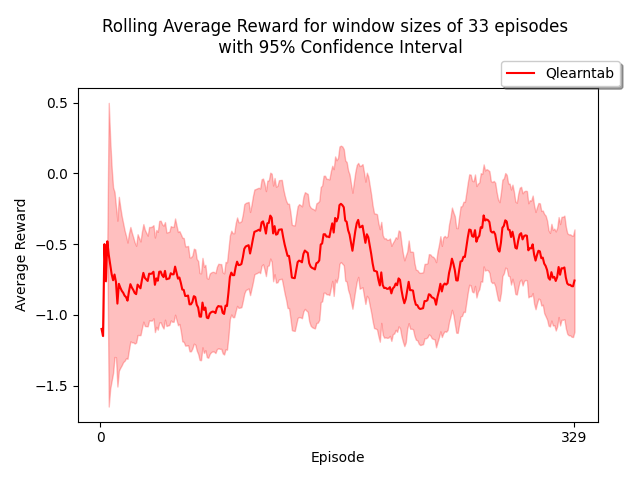 Rolling Average Reward for window sizes of 33 episodes
with 95% Confidence Interval
Qlearntab
0.5
0.0
−0.5
−1.0
−1.5
Average Reward
0
329
Episode